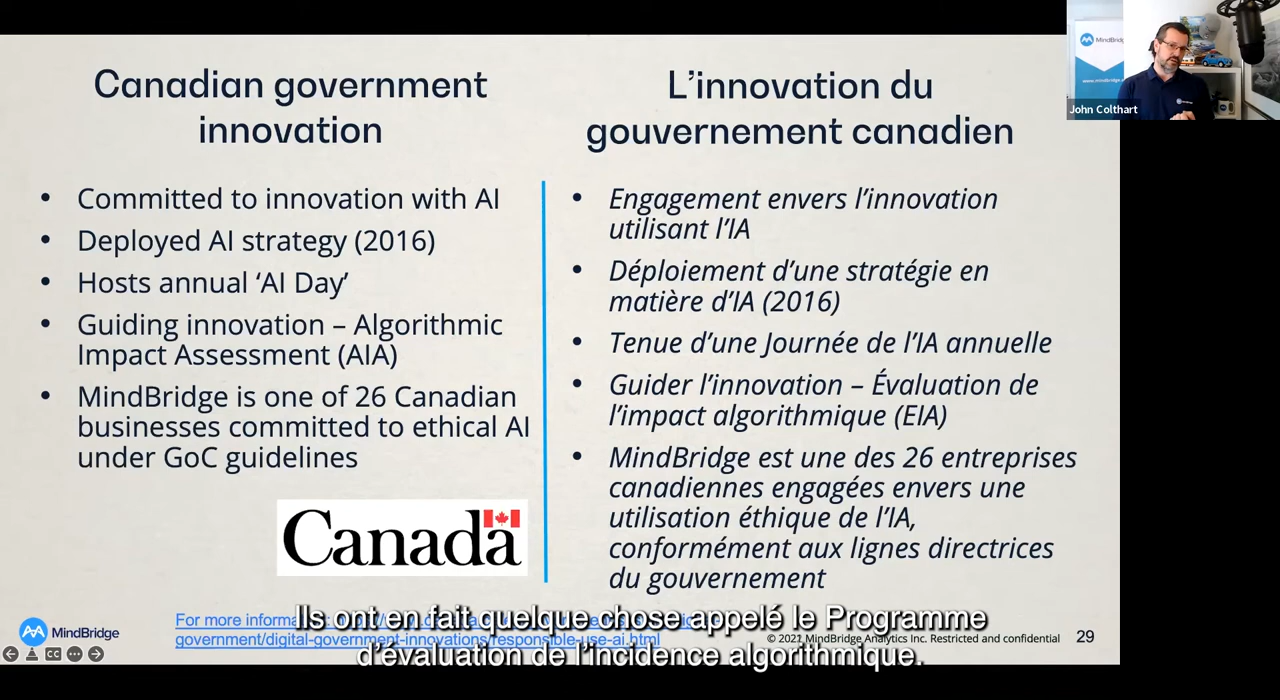 Canadian government
innovation
Committed to innovation with AI
Deployed AI strategy (2016)
Hosts annual ‘AI Day’
Guiding innovation – Algorithmic
Impact Assessment (AIA)
MindBridge is one of 26 Canadian
businesses committed to ethical AI
under GoC guidelines
Canada
L’innovation du
gouvernement canadien
Engagement envers l’innovation
utilisant l’IA
Déploiement d’une stratégie en
matière d’IA (2016)
Tenue d’une Journée de l’IA annuelle
Guider l’innovation – Évaluation de
l’impact algorithmique (EIA)
MindBridge est une des 26 entreprises
canadiennes engagées envers une
utilisation éthique de l’IA,
conformément aux lignes directrices
du gouvernement
MindBridge
John Colthart
For more
government/digital-government-innovations/responsible-use-ai.html
Ils ont en fait quelque chose appelé le Programme
d’évaluation de l’incidence algorithmique.
MindBridge
© 2021 MindBridge Analytics Inc. Restricted and confidential
29
CC